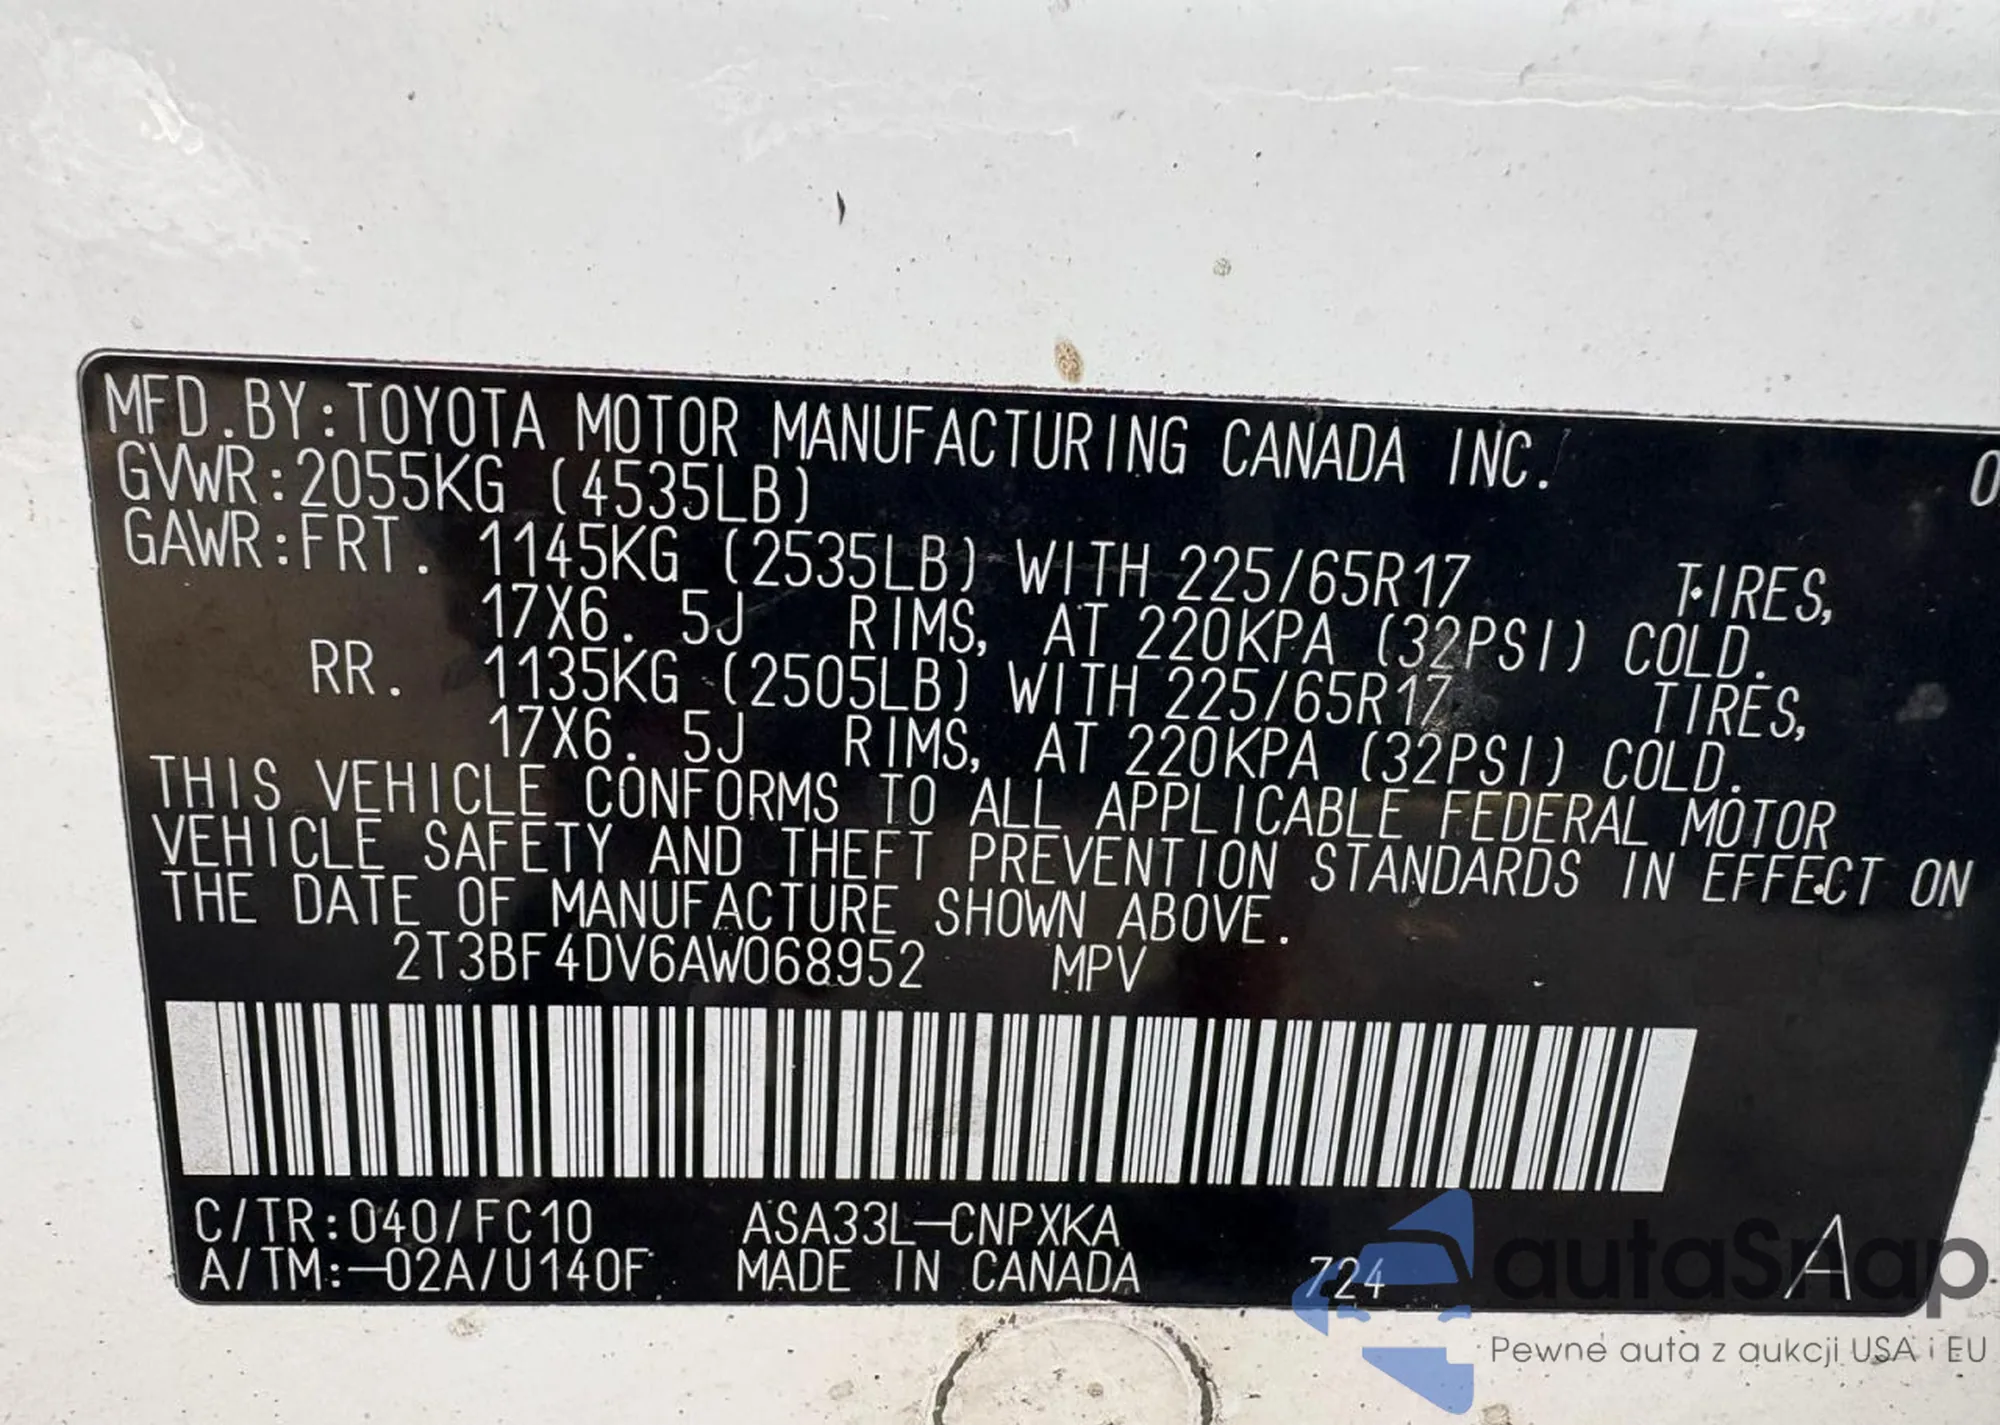 MFD.BY:TOYOTA MOTOR MANUFACTURING CANADA INC. 0
GVWR:2055KG (4535LB)
GAWR:FRT. 1145KG (2535LB) WITH 225/65R17 TIRES,
17X6.5J RIMS, AT 220KPA (32PSI) COLD.
RR. 1135KG (2505LB) WITH 225/65R17 TIRES,
17X6.5J RIMS, AT 220KPA (32PSI) COLD.
THIS VEHICLE CONFORMS TO ALL APPLICABLE FEDERAL MOTOR
VEHICLE SAFETY AND THEFT PREVENTION STANDARDS IN EFFECT ON
THE DATE OF MANUFACTURE SHOWN ABOVE.
2T3BF4DV6AW068952 MPV
C/TR:040/FC10 ASA33L-CNPXKA
A/TM:-02A/U140F MADE IN CANADA 724 A
autaSnap
Pewne auta z aukcji USA i EU